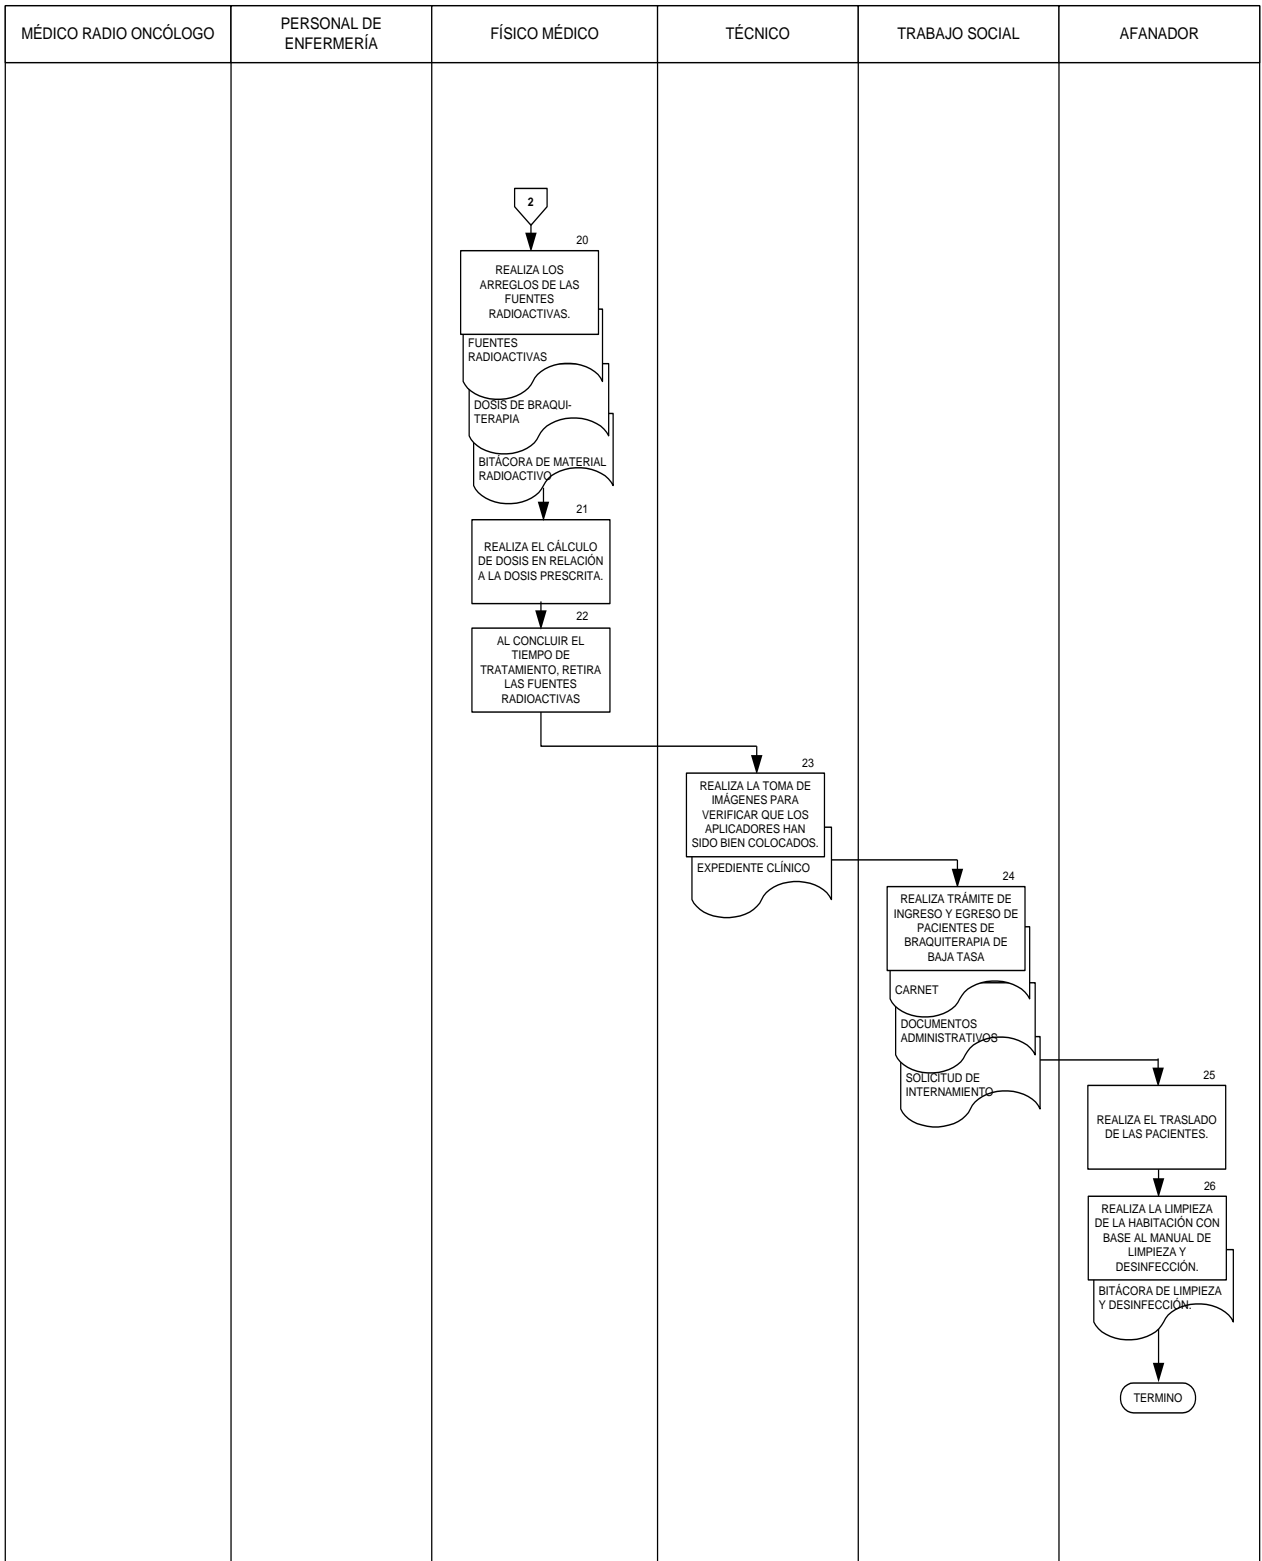 MÉDICO RADIO ONCÓLOGO
PERSONAL DE
ENFERMERÍA
FÍSICO MÉDICO
TÉCNICO
TRABAJO SOCIAL
AFANADOR
2
20
REALIZA LOS
ARREGLOS DE LAS
FUENTES
RADIOACTIVAS.
FUENTES
RADIOACTIVAS
DOSIS DE BRAQUI-
TERAPIA
BITÁCORA DE MATERIAL
RADIOACTIVO
21
REALIZA EL CÁLCULO
DE DOSIS EN RELACIÓN
A LA DOSIS PRESCRITA.
22
AL CONCLUIR EL
TIEMPO DE
TRATAMIENTO, RETIRA
LAS FUENTES
RADIOACTIVAS
23
REALIZA LA TOMA DE
IMÁGENES PARA
VERIFICAR QUE LOS
APLICADORES HAN
SIDO BIEN COLOCADOS.
EXPEDIENTE CLÍNICO
24
REALIZA TRÁMITE DE
INGRESO Y EGRESO DE
PACIENTES DE
BRAQUITERAPIA DE
BAJA TASA
CARNET
DOCUMENTOS
ADMINISTRATIVOS
SOLICITUD DE
INTERNAMIENTO
25
REALIZA EL TRASLADO
DE LAS PACIENTES.
26
REALIZA LA LIMPIEZA
DE LA HABITACIÓN CON
BASE AL MANUAL DE
LIMPIEZA Y
DESINFECCIÓN.
BITÁCORA DE LIMPIEZA
Y DESINFECCIÓN.
TERMINO